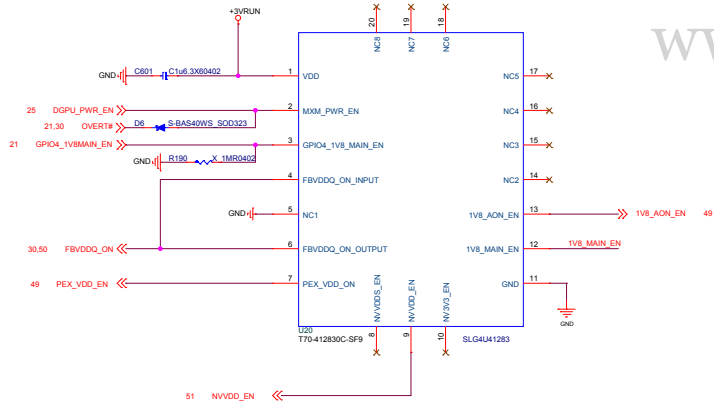 +3VRUN
20
19
18
NC8
NC7
NC6
GND
C601
C1u6.3X60402
1
VDD
NC5
17
25
DGPU_PWR_EN
2
MXM_PWR_EN
NC4
16
21,30
OVERT#
D6
S-BAS40WS_SOD323
21
GPIO4_1V8MAIN_EN
3
GPIO4_1V8_MAIN_EN
NC3
15
GND
R190
X_1MR0402
4
FBVDDQ_ON_INPUT
NC2
14
GND
5
NC1
1V8_AON_EN
13
1V8_AON_EN
49
30,50
FBVDDQ_ON
6
FBVDDQ_ON_OUTPUT
1V8_MAIN_EN
12
1V8_MAIN_EN
49
PEX_VDD_EN
7
PEX_VDD_ON
GND
11
NVVDDS_EN
NVVDD_EN
NV3V3_EN
GND
U20
8
9
10
T70-412830C-SF9
SLG4U41283
51
NVVDD_EN